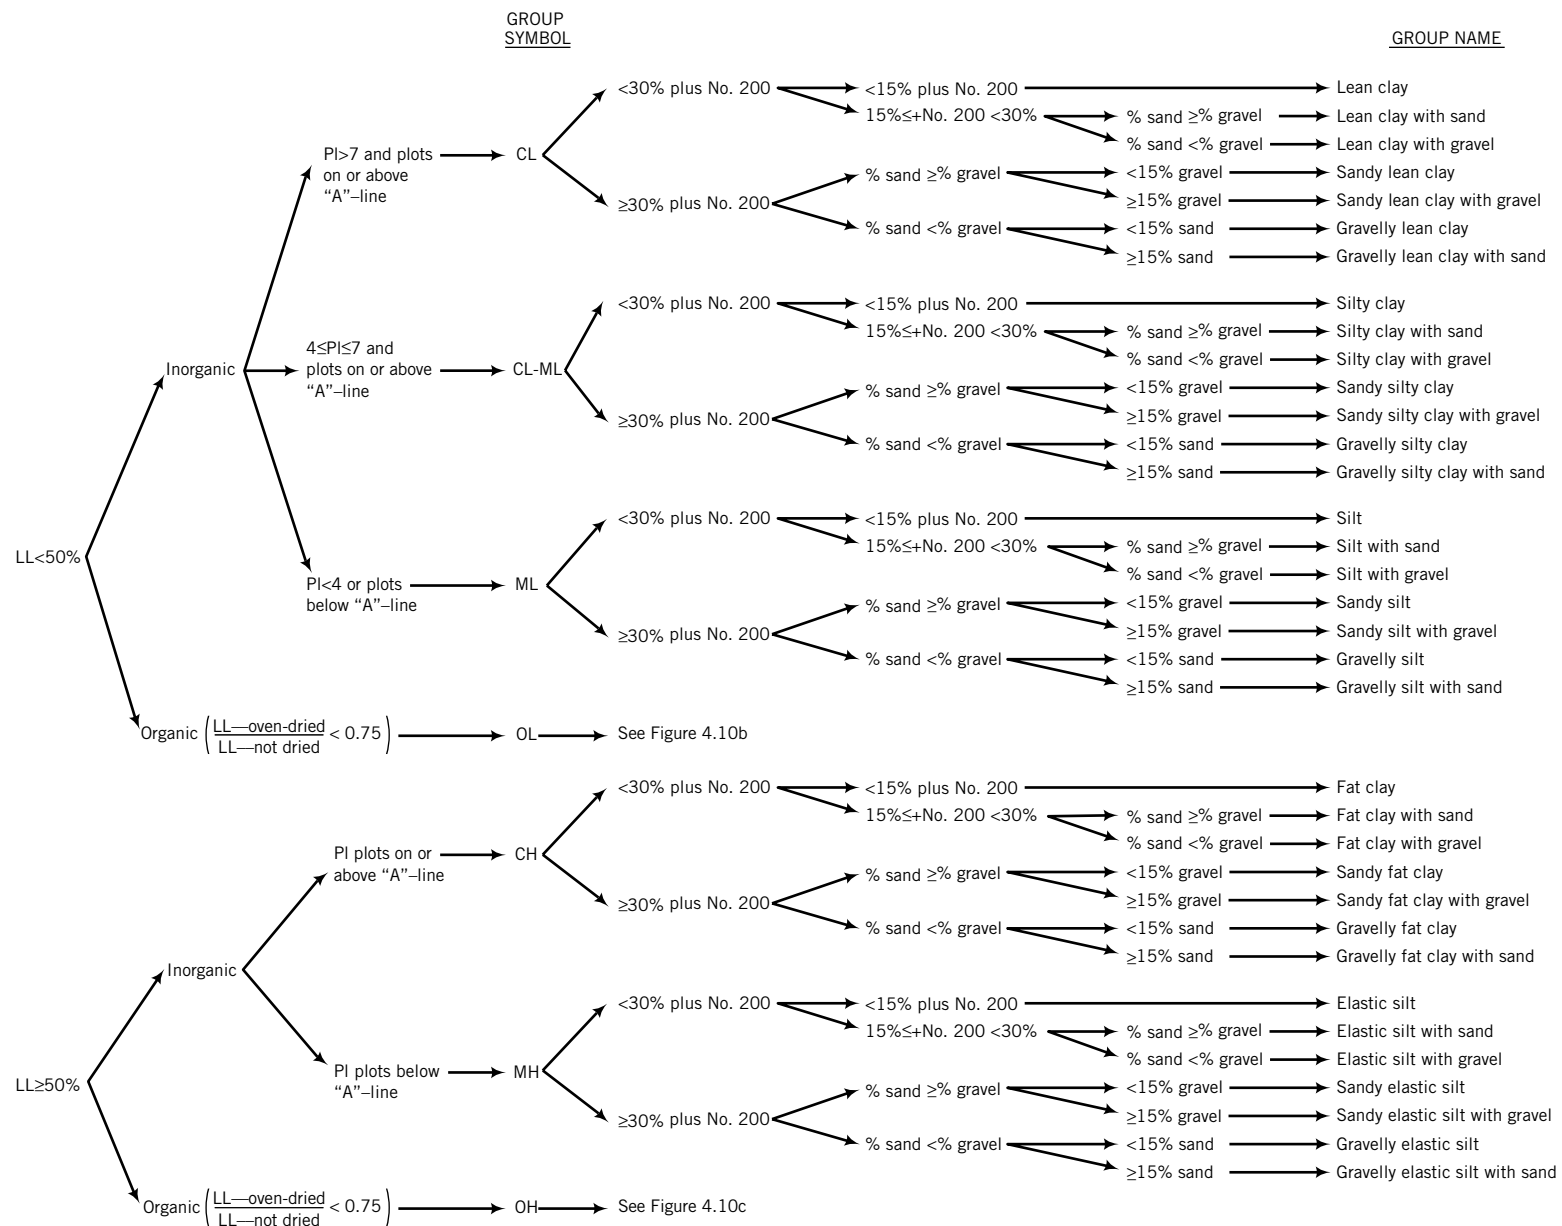 GROUP
SYMBOL
GROUP NAME
<30% plus No. 200
<15% plus No. 200
Lean clay
15%≤+No. 200 <30%
% sand ≥% gravel
Lean clay with sand
% sand <% gravel
Lean clay with gravel
PI>7 and plots
on or above
“A”–line
CL
≥30% plus No. 200
% sand ≥% gravel
<15% gravel
Sandy lean clay
≥15% gravel
Sandy lean clay with gravel
% sand <% gravel
<15% sand
Gravelly lean clay
≥15% sand
Gravelly lean clay with sand
LL<50%
Inorganic
4≤PI≤7 and
plots on or above
“A”–line
CL-ML
<30% plus No. 200
<15% plus No. 200
Silty clay
15%≤+No. 200 <30%
% sand ≥% gravel
Silty clay with sand
% sand <% gravel
Silty clay with gravel
≥30% plus No. 200
% sand ≥% gravel
<15% gravel
Sandy silty clay
≥15% gravel
Sandy silty clay with gravel
% sand <% gravel
<15% sand
Gravelly silty clay
≥15% sand
Gravelly silty clay with sand
PI<4 or plots
below “A”–line
ML
<30% plus No. 200
<15% plus No. 200
Silt
15%≤+No. 200 <30%
% sand ≥% gravel
Silt with sand
% sand <% gravel
Silt with gravel
≥30% plus No. 200
% sand ≥% gravel
<15% gravel
Sandy silt
≥15% gravel
Sandy silt with gravel
% sand <% gravel
<15% sand
Gravelly silt
≥15% sand
Gravelly silt with sand
Organic (LL—oven-dried
LL—not dried < 0.75)
OL
See Figure 4.10b
LL≥50%
Inorganic
PI plots on or
above “A”–line
CH
<30% plus No. 200
<15% plus No. 200
Fat clay
15%≤+No. 200 <30%
% sand ≥% gravel
Fat clay with sand
% sand <% gravel
Fat clay with gravel
≥30% plus No. 200
% sand ≥% gravel
<15% gravel
Sandy fat clay
≥15% gravel
Sandy fat clay with gravel
% sand <% gravel
<15% sand
Gravelly fat clay
≥15% sand
Gravelly fat clay with sand
PI plots below
“A”–line
MH
<30% plus No. 200
<15% plus No. 200
Elastic silt
15%≤+No. 200 <30%
% sand ≥% gravel
Elastic silt with sand
% sand <% gravel
Elastic silt with gravel
≥30% plus No. 200
% sand ≥% gravel
<15% gravel
Sandy elastic silt
≥15% gravel
Sandy elastic silt with gravel
% sand <% gravel
<15% sand
Gravelly elastic silt
≥15% sand
Gravelly elastic silt with sand
Organic (LL—oven-dried
LL—not dried < 0.75)
OH
See Figure 4.10c